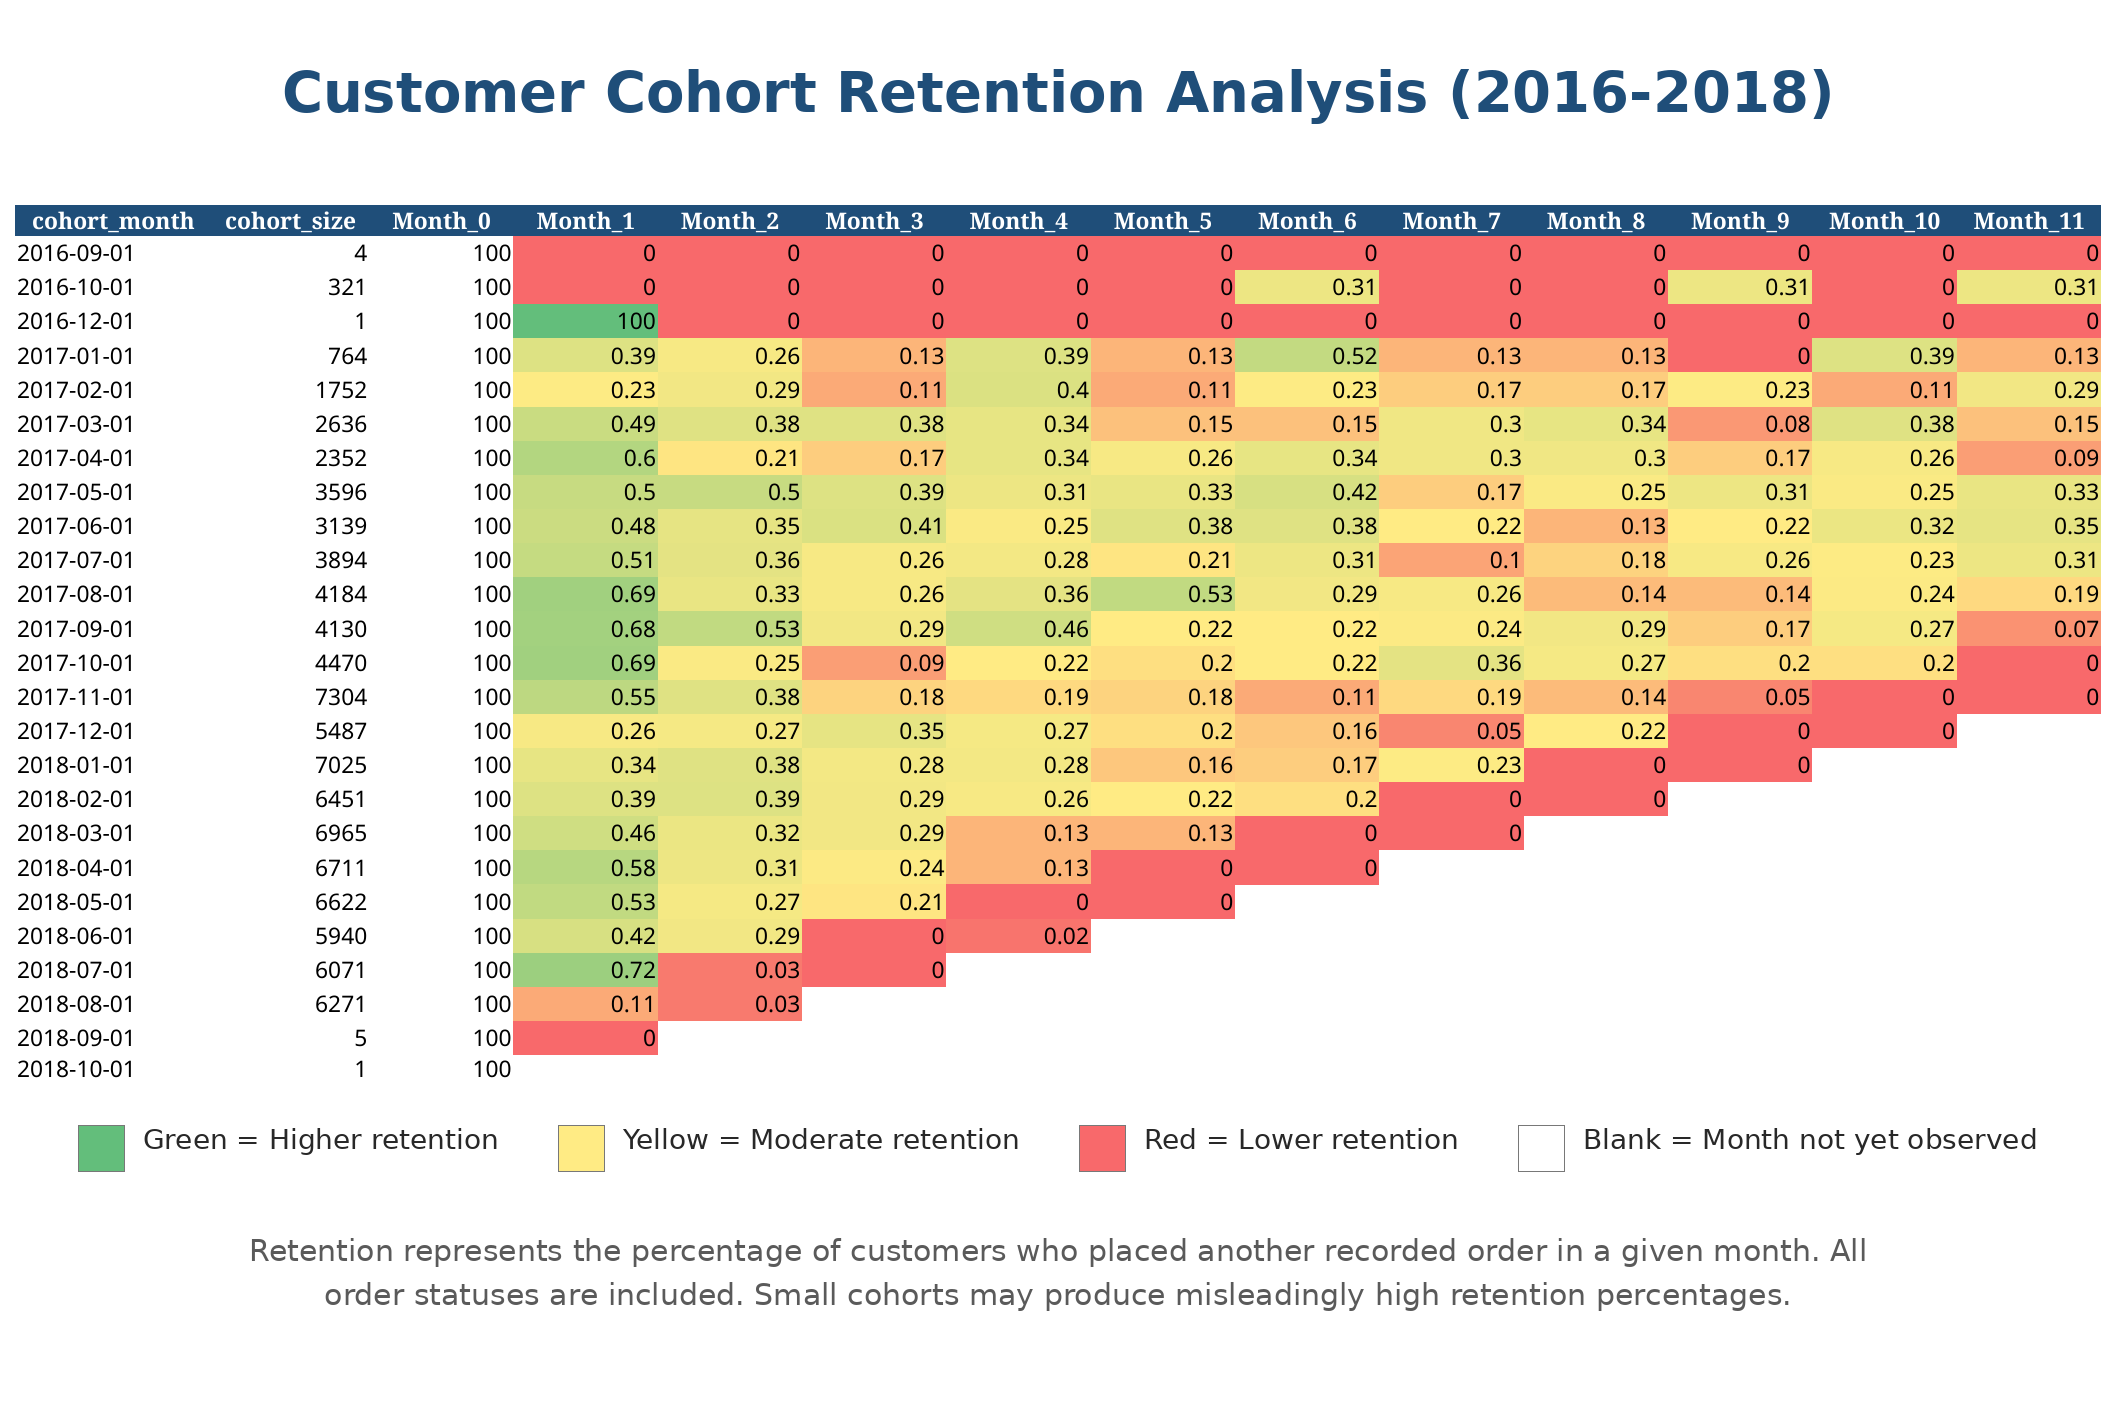 Customer Cohort Retention Analysis (2016-2018)
cohort_month cohort_size Month_0 Month_1 Month_2 Month_3 Month_4 Month_5 Month_6 Month_7 Month_8 Month_9 Month_10 Month_11
2016-09-01 4 100 0 0 0 0 0 0 0 0 0 0 0
2016-10-01 321 100 0 0 0 0 0 0.31 0 0 0.31 0 0.31
2016-12-01 1 100 100 0 0 0 0 0 0 0 0 0 0
2017-01-01 764 100 0.39 0.26 0.13 0.39 0.13 0.52 0.13 0.13 0 0.39 0.13
2017-02-01 1752 100 0.23 0.29 0.11 0.4 0.11 0.23 0.17 0.17 0.23 0.11 0.29
2017-03-01 2636 100 0.49 0.38 0.38 0.34 0.15 0.15 0.3 0.34 0.08 0.38 0.15
2017-04-01 2352 100 0.6 0.21 0.17 0.34 0.26 0.34 0.3 0.3 0.17 0.26 0.09
2017-05-01 3596 100 0.5 0.5 0.39 0.31 0.33 0.42 0.17 0.25 0.31 0.25 0.33
2017-06-01 3139 100 0.48 0.35 0.41 0.25 0.38 0.38 0.22 0.13 0.22 0.32 0.35
2017-07-01 3894 100 0.51 0.36 0.26 0.28 0.21 0.31 0.1 0.18 0.26 0.23 0.31
2017-08-01 4184 100 0.69 0.33 0.26 0.36 0.53 0.29 0.26 0.14 0.14 0.24 0.19
2017-09-01 4130 100 0.68 0.53 0.29 0.46 0.22 0.22 0.24 0.29 0.17 0.27 0.07
2017-10-01 4470 100 0.69 0.25 0.09 0.22 0.2 0.22 0.36 0.27 0.2 0.2 0
2017-11-01 7304 100 0.55 0.38 0.18 0.19 0.18 0.11 0.19 0.14 0.05 0 0
2017-12-01 5487 100 0.26 0.27 0.35 0.27 0.2 0.16 0.05 0.22 0 0
2018-01-01 7025 100 0.34 0.38 0.28 0.28 0.16 0.17 0.23 0 0
2018-02-01 6451 100 0.39 0.39 0.29 0.26 0.22 0.2 0 0
2018-03-01 6965 100 0.46 0.32 0.29 0.13 0.13 0 0
2018-04-01 6711 100 0.58 0.31 0.24 0.13 0 0
2018-05-01 6622 100 0.53 0.27 0.21 0 0
2018-06-01 5940 100 0.42 0.29 0 0.02
2018-07-01 6071 100 0.72 0.03 0
2018-08-01 6271 100 0.11 0.03
2018-09-01 5 100 0
2018-10-01 1 100
Green = Higher retention Yellow = Moderate retention Red = Lower retention Blank = Month not yet observed
Retention represents the percentage of customers who placed another recorded order in a given month. All
order statuses are included. Small cohorts may produce misleadingly high retention percentages.